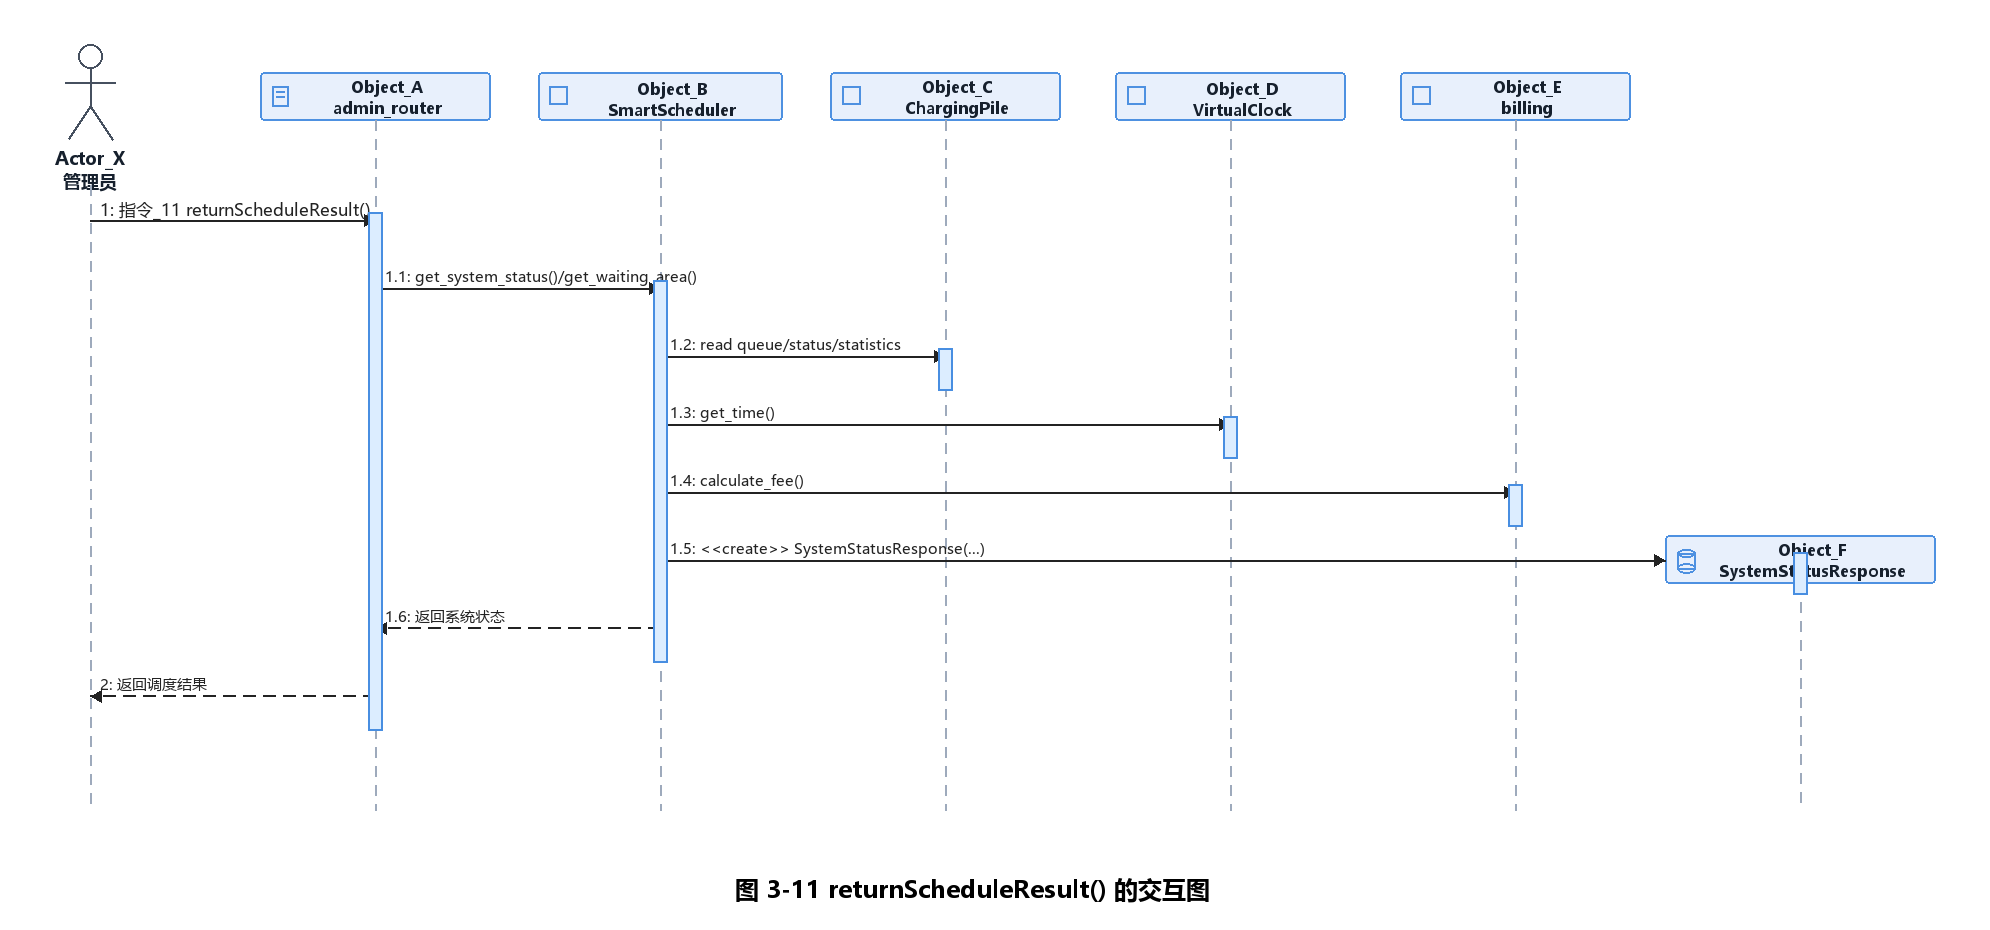 Actor_X
管理员
Object_A
admin_router
Object_B
SmartScheduler
Object_C
ChargingPile
Object_D
VirtualClock
Object_E
billing
1: 指令_11 returnScheduleResult()
1.1: get_system_status()/get_waiting_area()
1.2: read queue/status/statistics
1.3: get_time()
1.4: calculate_fee()
1.5: <<create>> SystemStatusResponse(...)
Object_F
SystemStatusResponse
1.6: 返回系统状态
2: 返回调度结果
图 3-11 returnScheduleResult() 的交互图